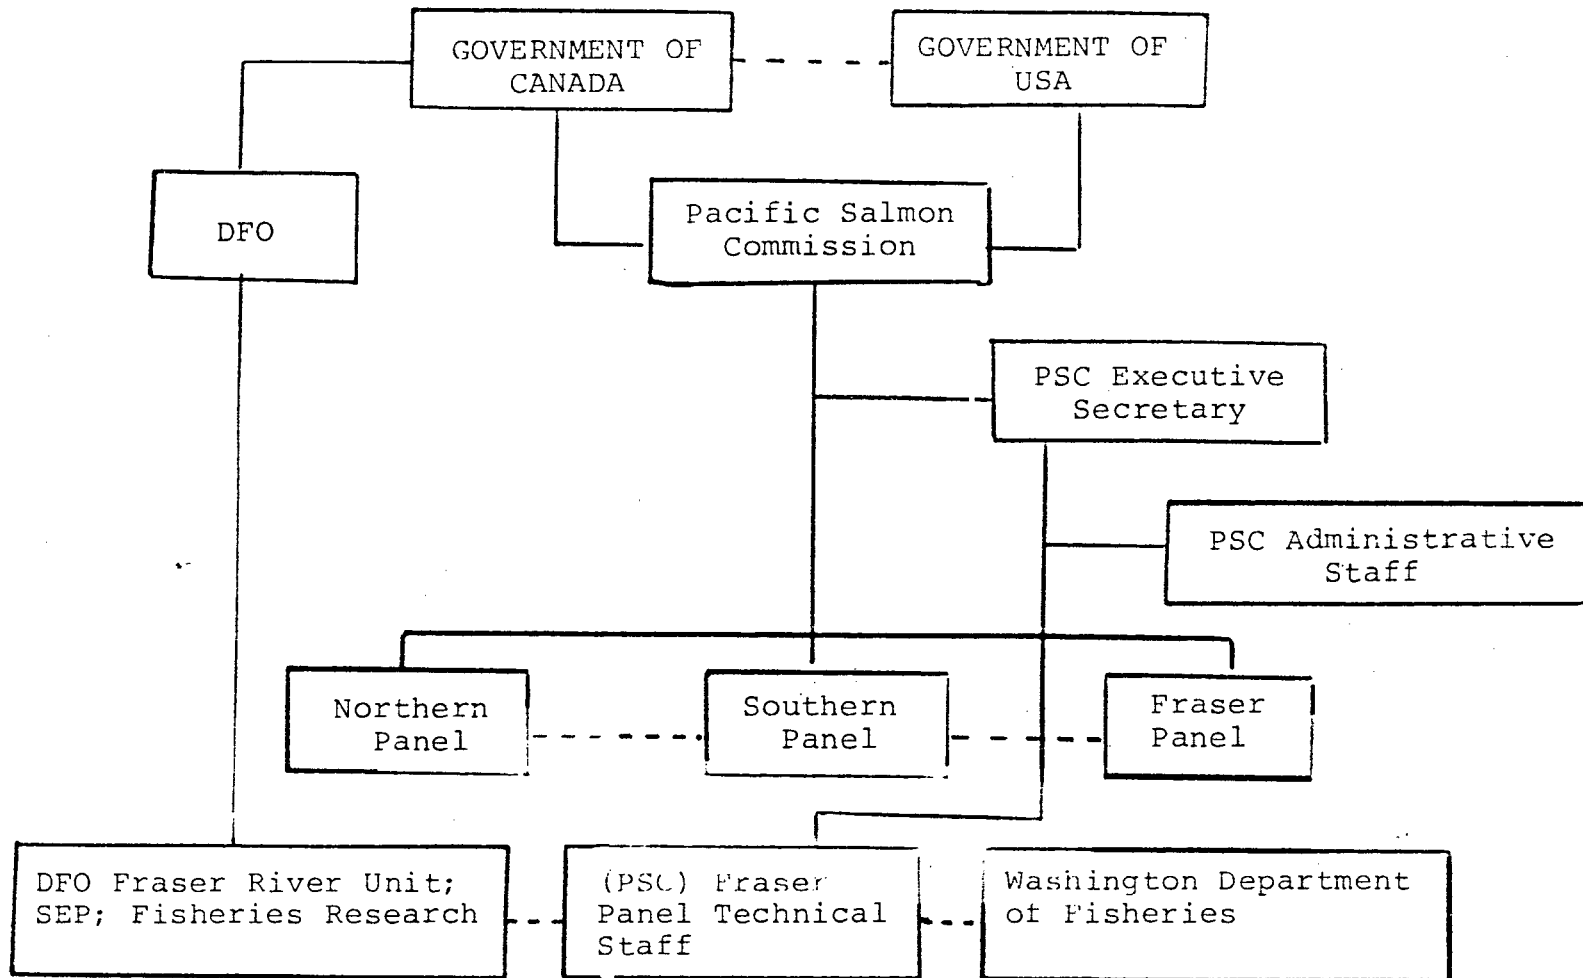 GOVERNMENT OF
CANADA
GOVERNMENT OF
USA
DFO
Pacific Salmon
Commission
PSC Executive
Secretary
PSC Administrative
Staff
Northern
Panel
Southern
Panel
Fraser
Panel
DFO Fraser River Unit;
SEP; Fisheries Research
(PSC) Fraser
Panel Technical
Staff
Washington Department
of Fisheries